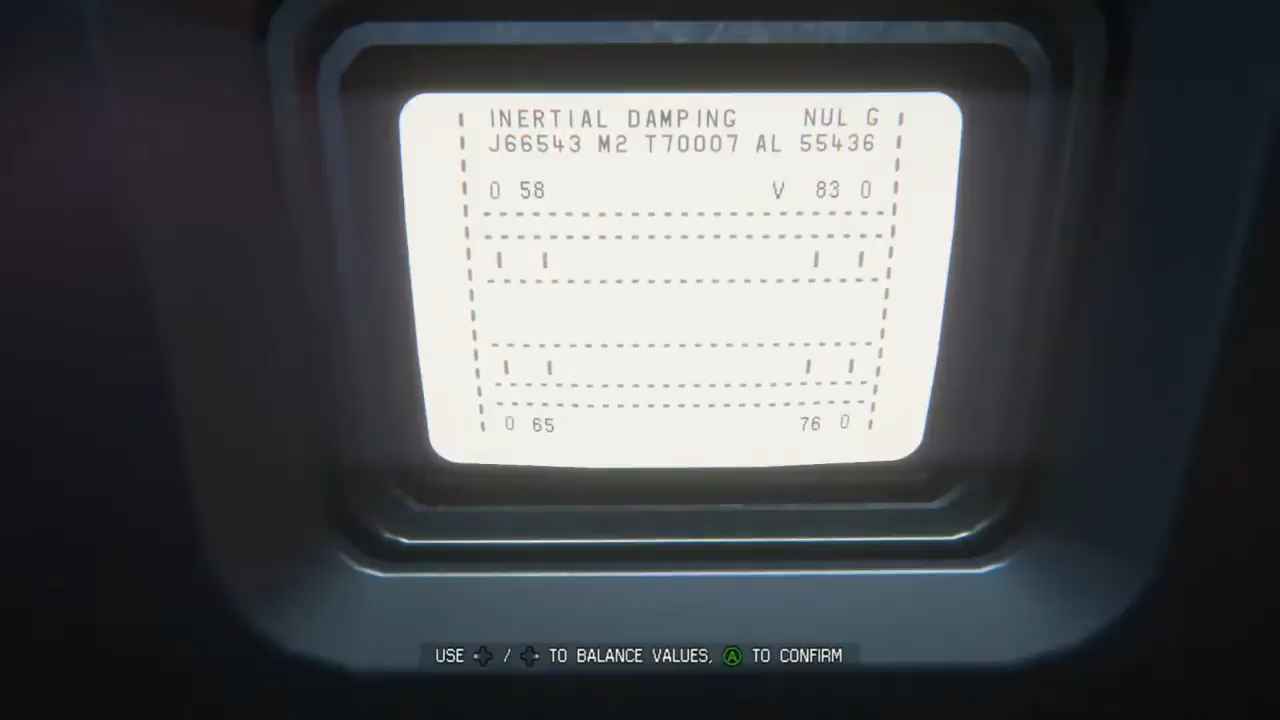 INERTIAL DAMPING NUL G
J66543 M2 T70007 AL 55436
0 58 V 83 0
0 65 76 0
USE / TO BALANCE VALUES, A TO CONFIRM